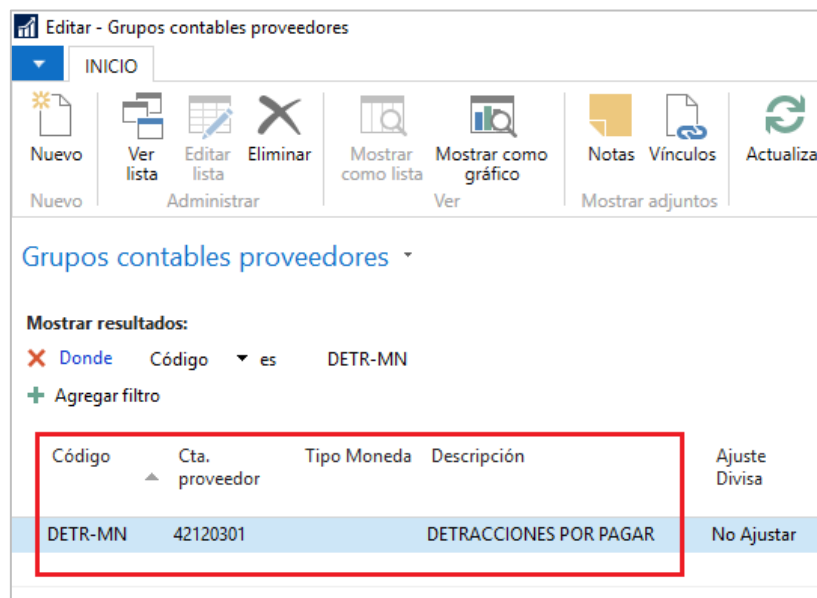 Editar - Grupos contables proveedores
INICIO
Nuevo
Ver lista
Editar lista
Eliminar
Mostrar como lista
Mostrar como gráfico
Notas
Vínculos
Actualiza
Nuevo
Administrar
Ver
Mostrar adjuntos
Grupos contables proveedores
Mostrar resultados:
Donde Código es DETR-MN
Agregar filtro
Código Cta. proveedor Tipo Moneda Descripción Ajuste Divisa
DETR-MN 42120301 DETRACCIONES POR PAGAR No Ajustar